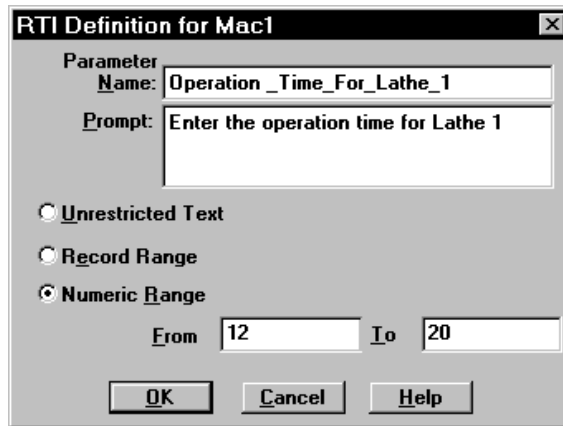 RTI Definition for Mac1
Parameter
Name: Operation _Time_For_Lathe_1
Prompt: Enter the operation time for Lathe 1
Unrestricted Text
Record Range
Numeric Range
From 12 To 20
OK Cancel Help